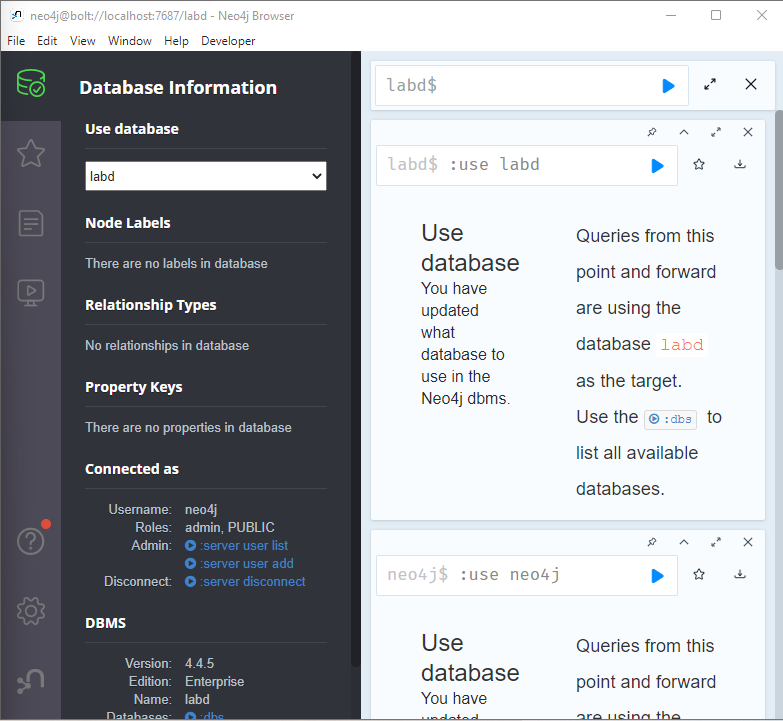 neo4j@bolt://localhost:7687/labd - Neo4j Browser
File Edit View Window Help Developer
Database Information
Use database
labd
Node Labels
There are no labels in database
Relationship Types
No relationships in database
Property Keys
There are no properties in database
Connected as
Username: neo4j
Roles: admin, PUBLIC
Admin: :server user list
:server user add
Disconnect: :server disconnect
DBMS
Version: 4.4.5
Edition: Enterprise
Name: labd
Databases: :dbs
labd$
labd$ :use labd
Use
database
You have
updated
what
database to
use in the
Neo4j dbms.
Queries from this
point and forward
are using the
database labd
as the target.
Use the :dbs to
list all available
databases.
neo4j$ :use neo4j
Use
database
You have
updated
Queries from this
point and forward
are using the